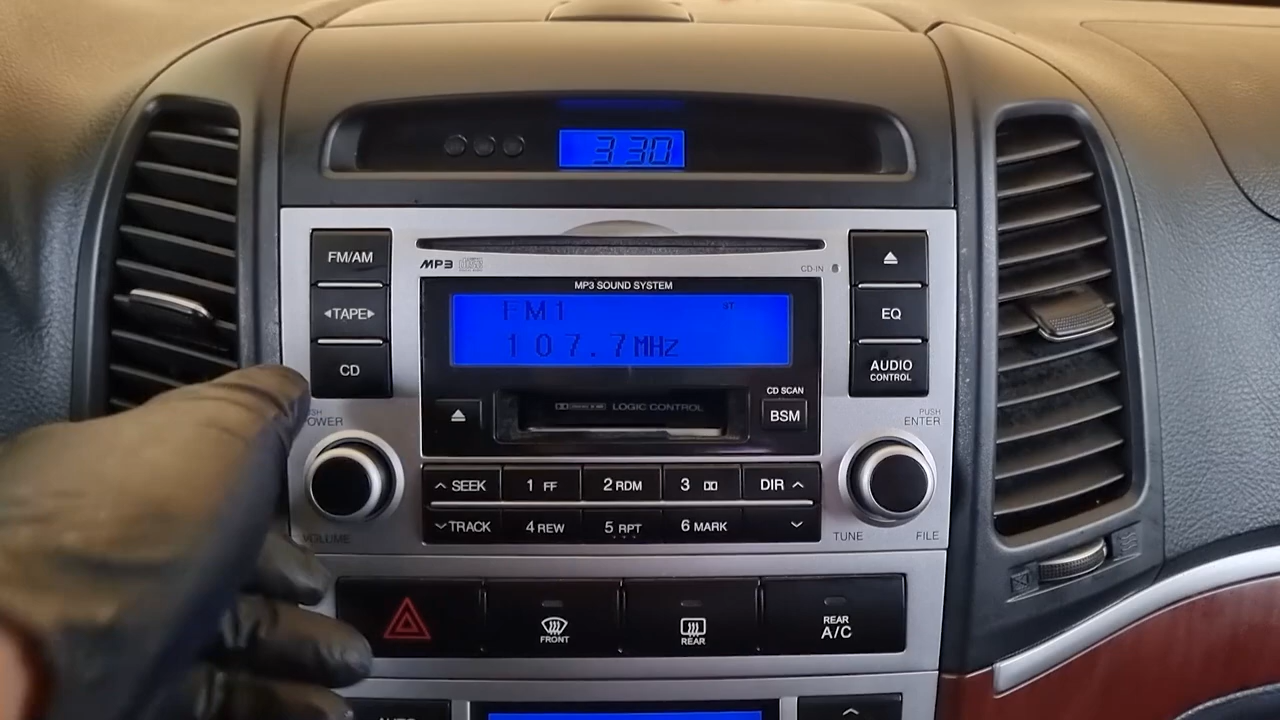 3 30
FM/AM
MP3
CD-IN
MP3 SOUND SYSTEM
FM1 ST
107.7MHz
TAPE
EQ
CD
AUDIO
CONTROL
CD SCAN
LOGIC CONTROL
BSM
OWER
PUSH
ENTER
SEEK 1 FF 2 RDM 3 DIR
TRACK 4 REW 5 RPT 6 MARK
VOLUME
TUNE FILE
FRONT
REAR
REAR
A/C